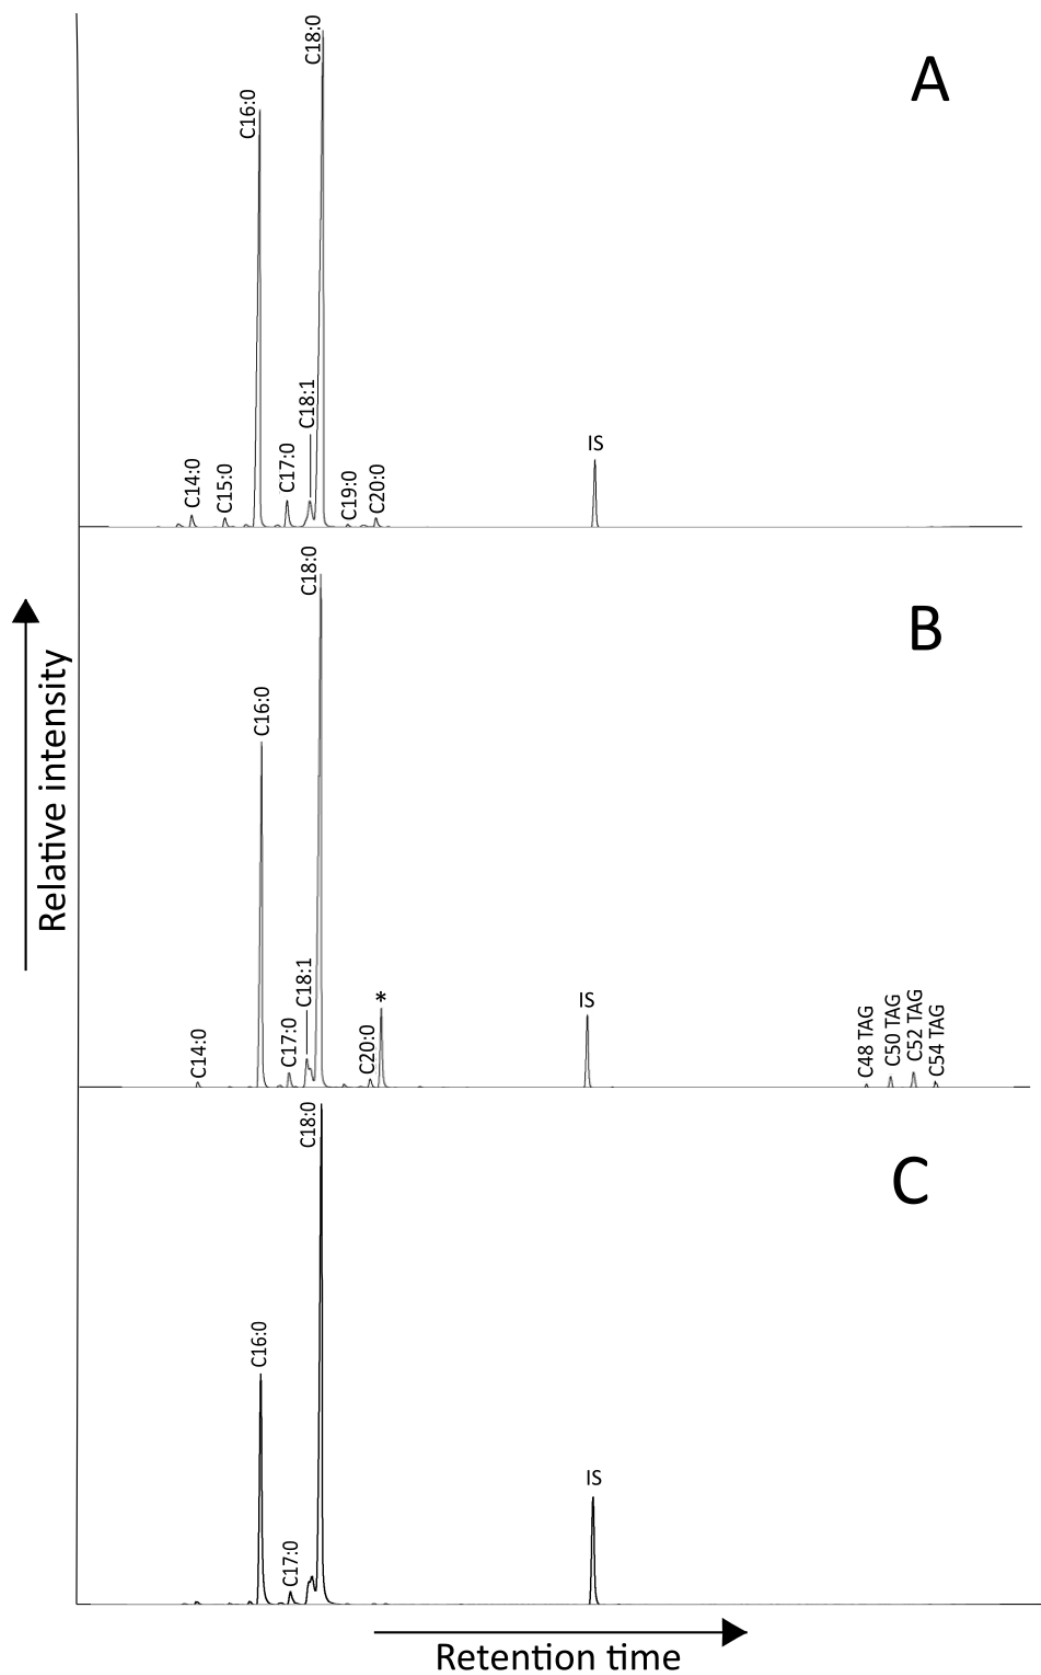 C18:0
A
C16:0
C18:1
IS
C17:0
C14:0
C15:0
C19:0
C20:0
C18:0
B
Relative intensity
C16:0
C18:1
*
IS
C48 TAG
C50 TAG
C52 TAG
C54 TAG
C14:0
C17:0
C20:0
C18:0
C
C16:0
IS
C17:0
Retention time